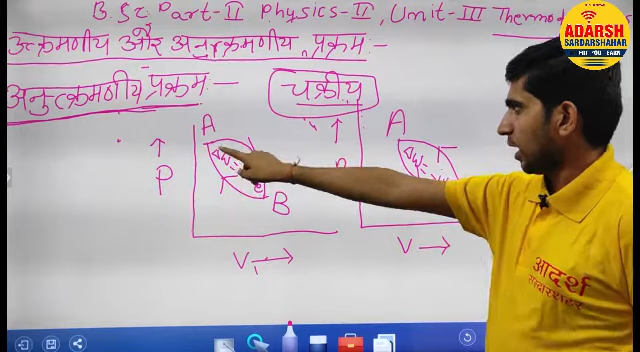 B.Sc Part-II Physics-II, Unit-III Thermod
ADARSH
SARDARSHAHAR
उत्क्रमणीय और अनुत्क्रमणीय प्रक्रम:-
अनुत्क्रमणीय प्रक्रम:-
चक्रीय
A
A
P
B
V →
V →
आदर्श
सरदारशहर